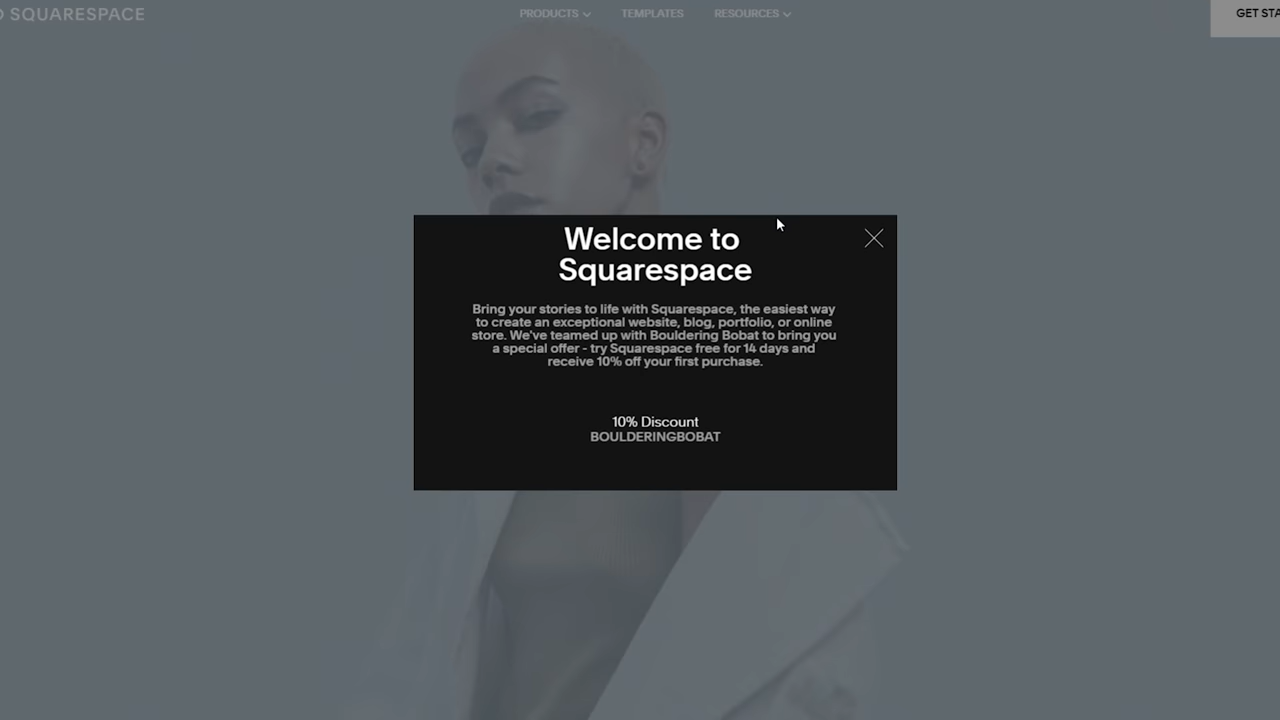 SQUARESPACE
PRODUCTS
TEMPLATES
RESOURCES
GET STA
Welcome to
Squarespace
Bring your stories to life with Squarespace, the easiest way
to create an exceptional website, blog, portfolio, or online
store. We've teamed up with Bouldering Bobat to bring you
a special offer - try Squarespace free for 14 days and
receive 10% off your first purchase.
10% Discount
BOULDERINGBOBAT